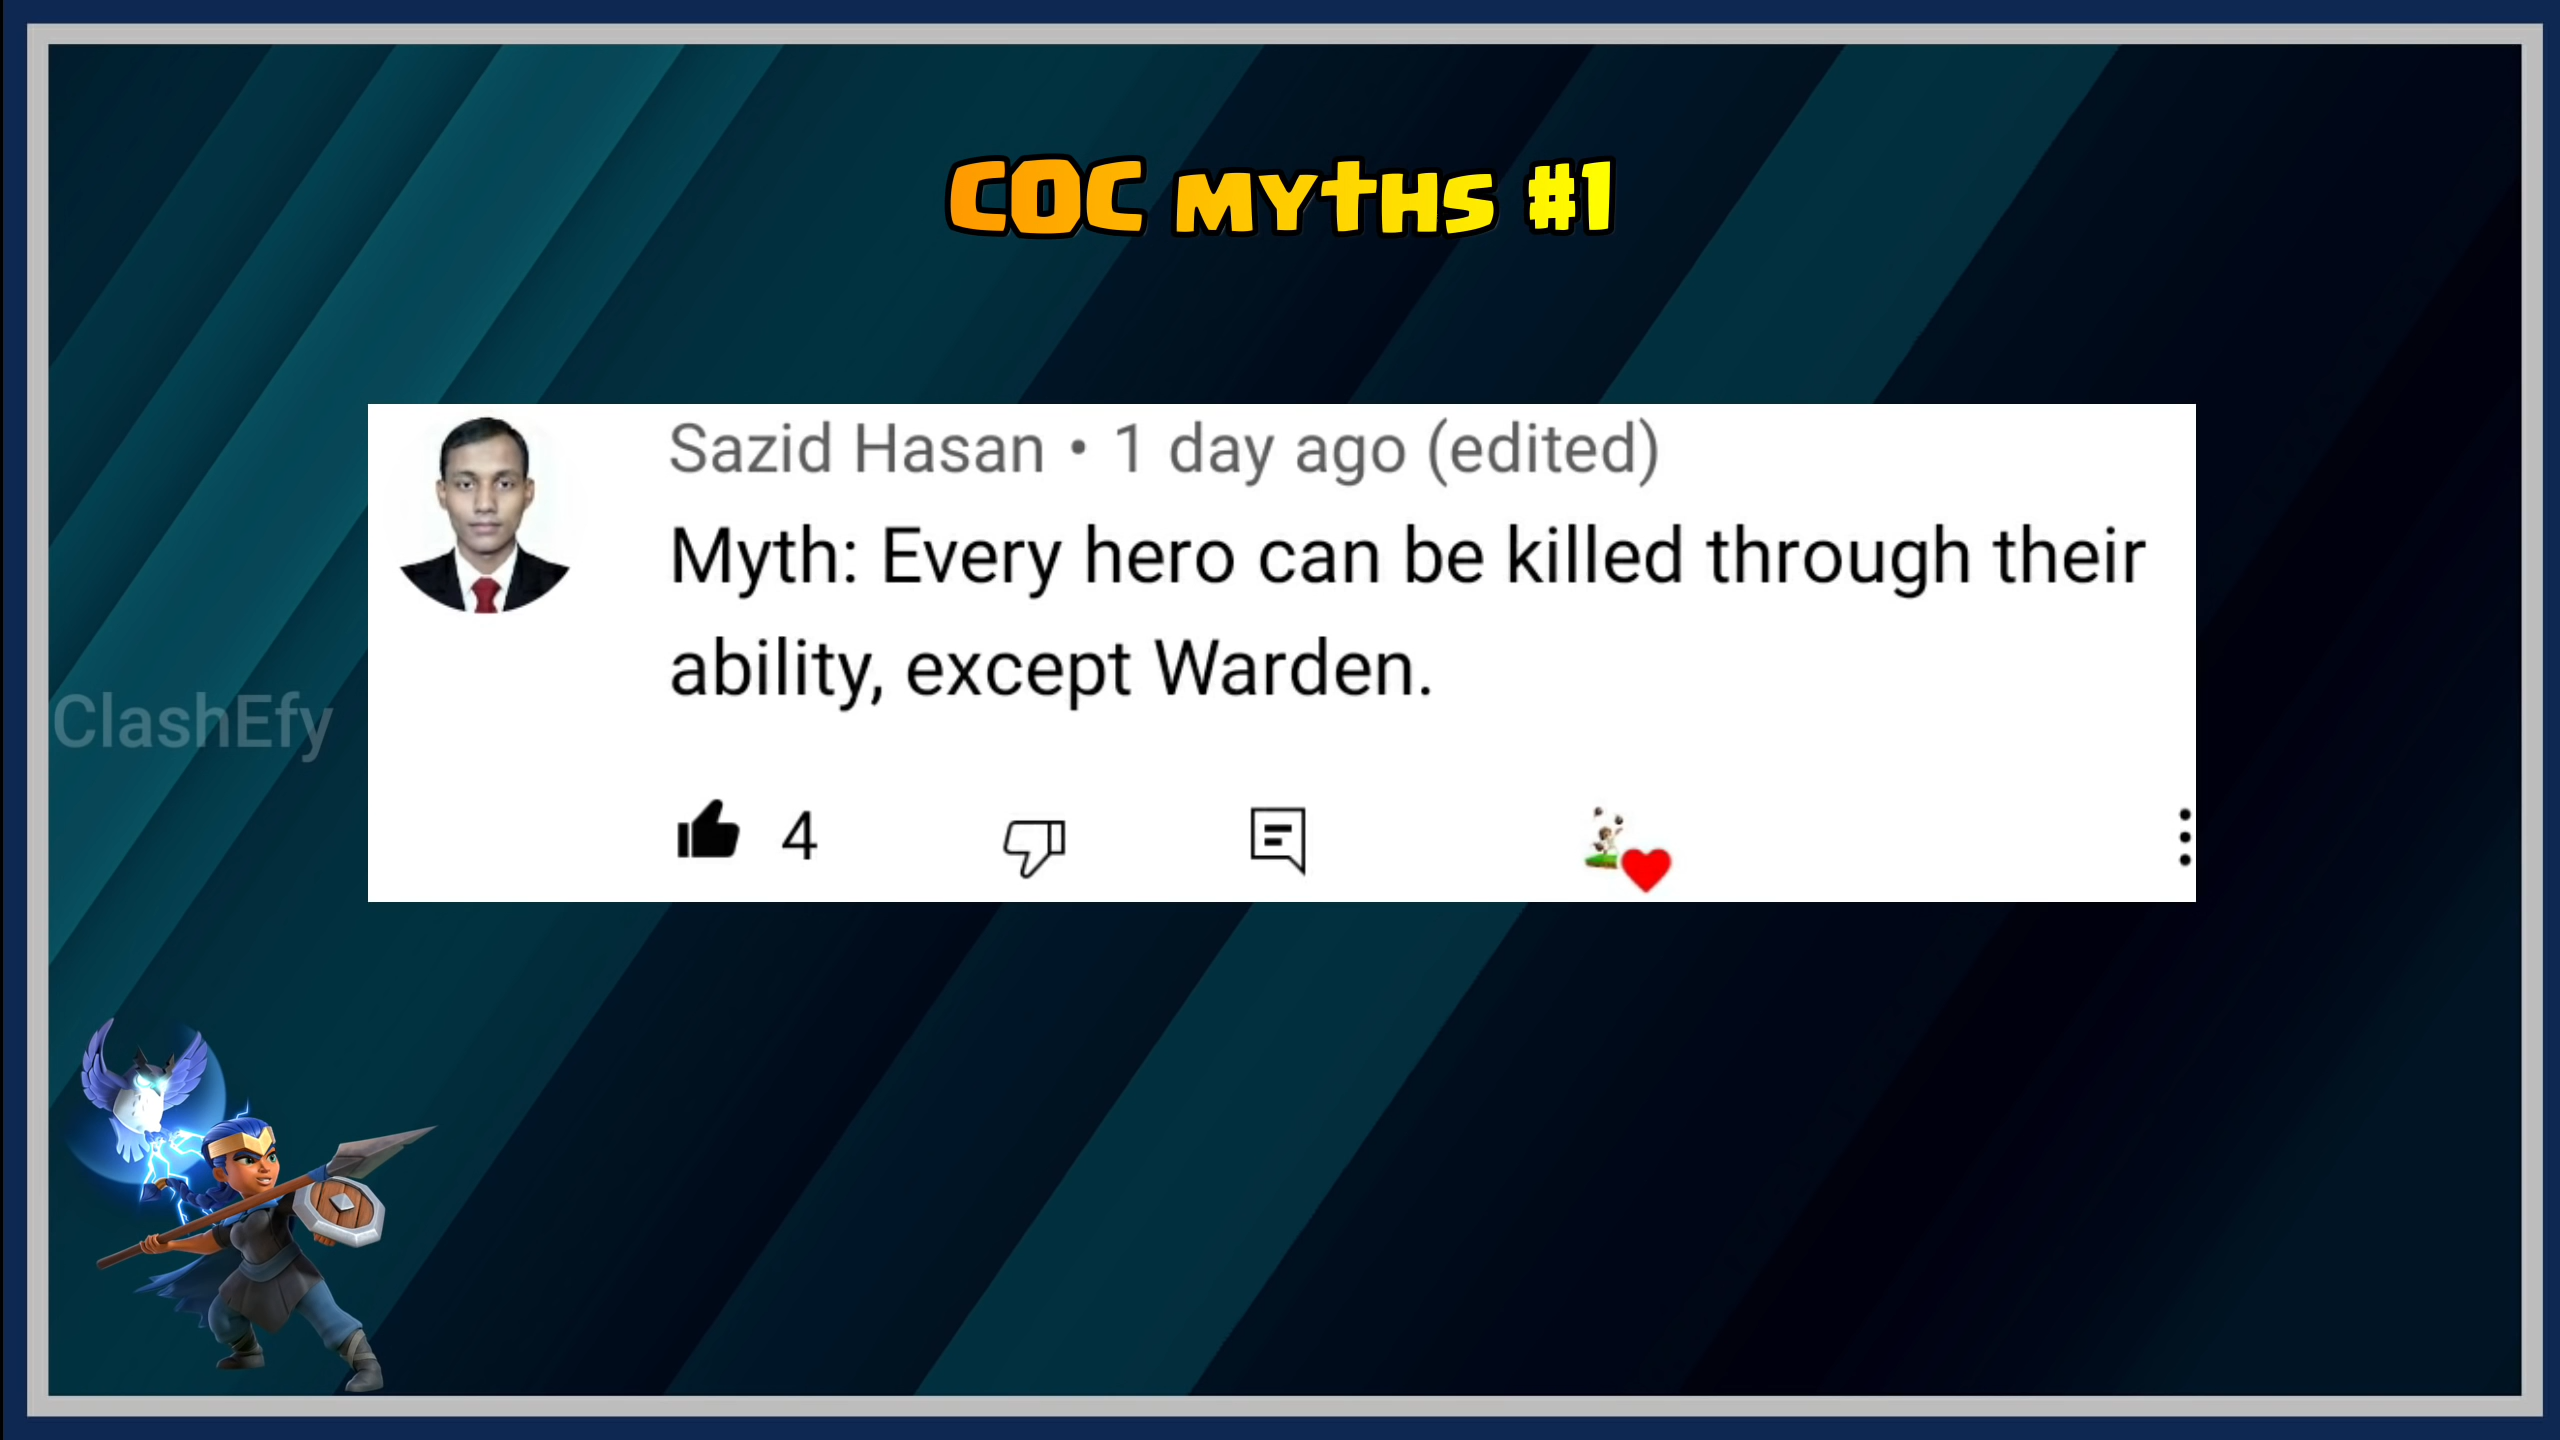 COC MYTHS #1
Sazid Hasan • 1 day ago (edited)
Myth: Every hero can be killed through their
ability, except Warden.
ClashEfy
4